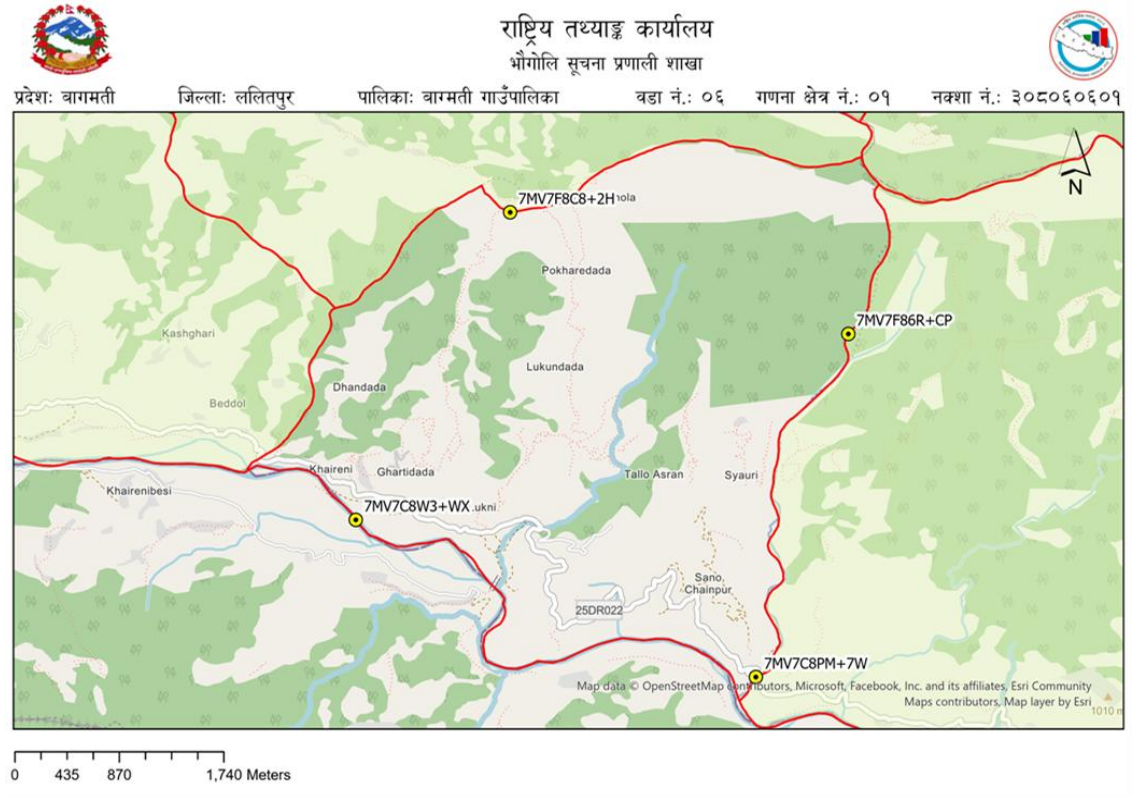 राष्ट्रिय तथ्याङ्क कार्यालय
भौगोलि सूचना प्रणाली शाखा
प्रदेशः बागमती जिल्लाः ललितपुर पालिकाः बाग्मती गाउँपालिका वडा नं.: ०६ गणना क्षेत्र नं.: ०१ नक्शा नं.: ३०८०६०६०१
N
7MV7F8C8+2H hola
Pokharedada
7MV7F86R+CP
Kashghari
Lukundada
Dhandada
Beddol
Khaireni Ghartidada Tallo Asran Syauri
Khairenibesi
7MV7C8W3+WX ukni
Sano
Chainpur
25DR022
7MV7C8PM+7W
Map data © OpenStreetMap contributors, Microsoft, Facebook, Inc. and its affiliates, Esri Community
Maps contributors, Map layer by Esri
1010 m
0 435 870 1,740 Meters